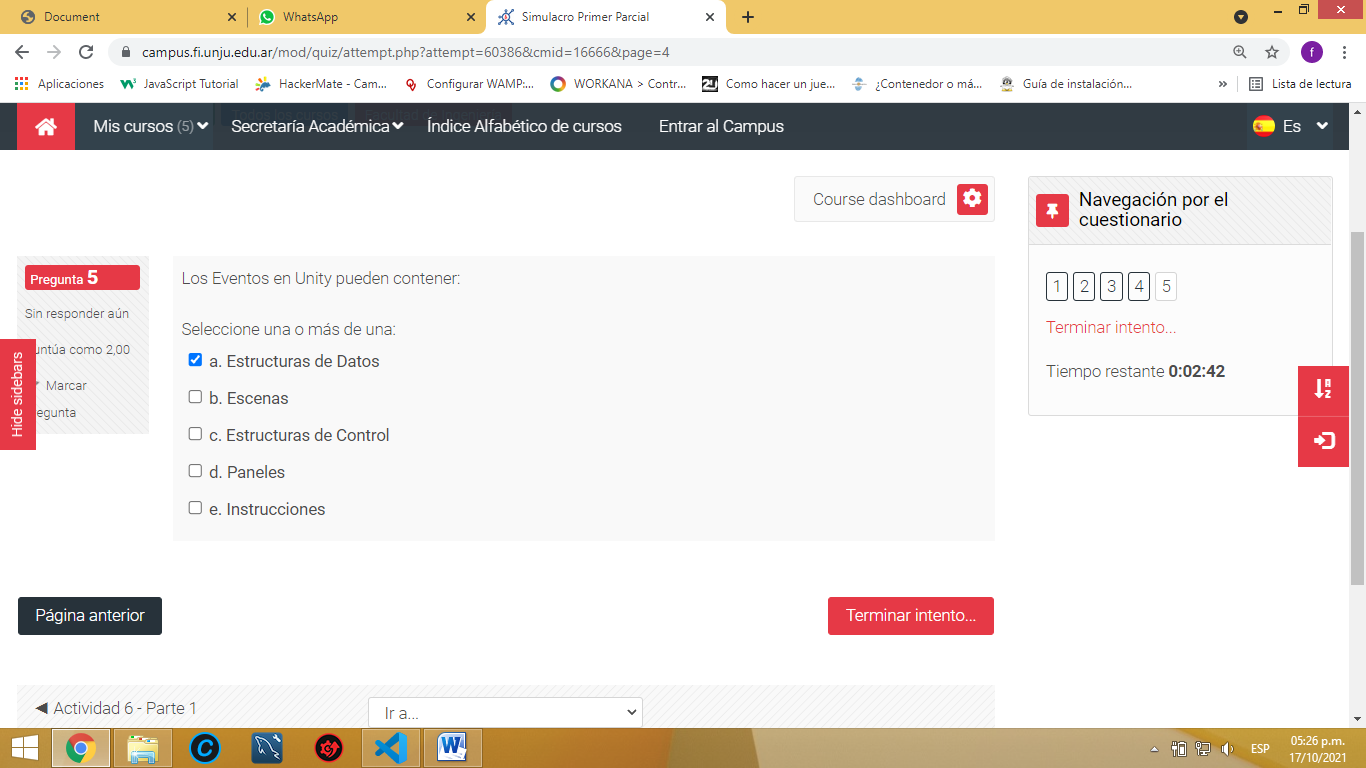 Document
WhatsApp
Simulacro Primer Parcial
campus.fi.unju.edu.ar/mod/quiz/attempt.php?attempt=60386&cmid=16666&page=4
f
Aplicaciones
JavaScript Tutorial
HackerMate - Cam...
Configurar WAMP:...
WORKANA > Contr...
Como hacer un jue...
¿Contenedor o má...
Guía de instalación...
»
Lista de lectura
Mis cursos (5)
Secretaría Académica
Índice Alfabético de cursos
Entrar al Campus
Es
Course dashboard
Navegación por el
cuestionario
1 2 3 4 5
Terminar intento...
Tiempo restante 0:02:42
Pregunta 5
Sin responder aún
untúa como 2,00
Marcar
egunta
Hide sidebars
Los Eventos en Unity pueden contener:
Seleccione una o más de una:
a. Estructuras de Datos
b. Escenas
c. Estructuras de Control
d. Paneles
e. Instrucciones
Página anterior
Terminar intento...
◄ Actividad 6 - Parte 1
Ir a...
ESP
05:26 p.m.
17/10/2021